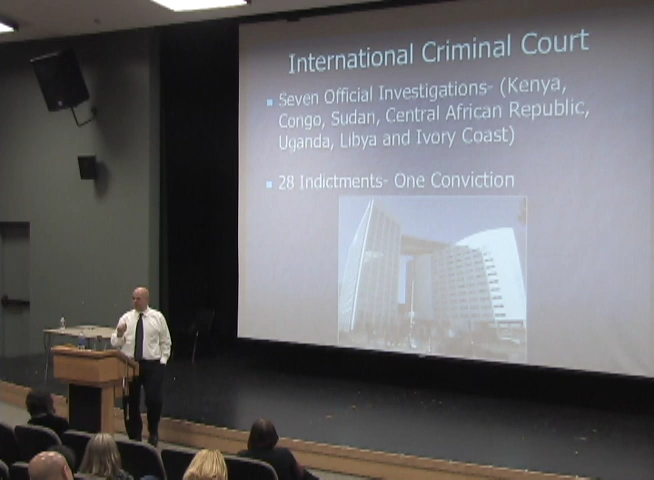 International Criminal Court
Seven Official Investigations- (Kenya,
Congo, Sudan, Central African Republic,
Uganda, Libya and Ivory Coast)
28 Indictments- One Conviction